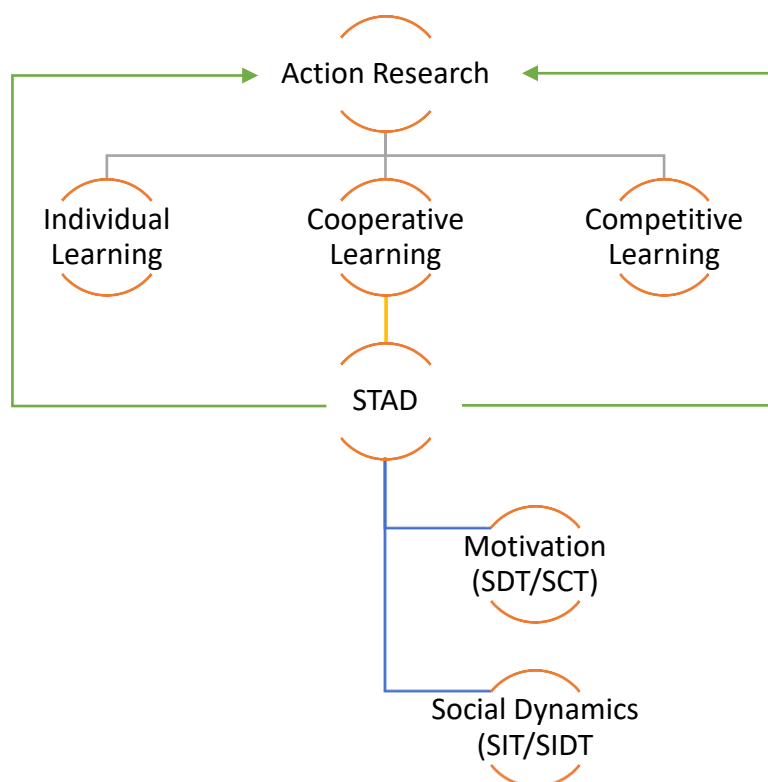 Action Research
Individual
Learning
Cooperative
Learning
Competitive
Learning
STAD
Motivation
(SDT/SCT)
Social Dynamics
(SIT/SIDT